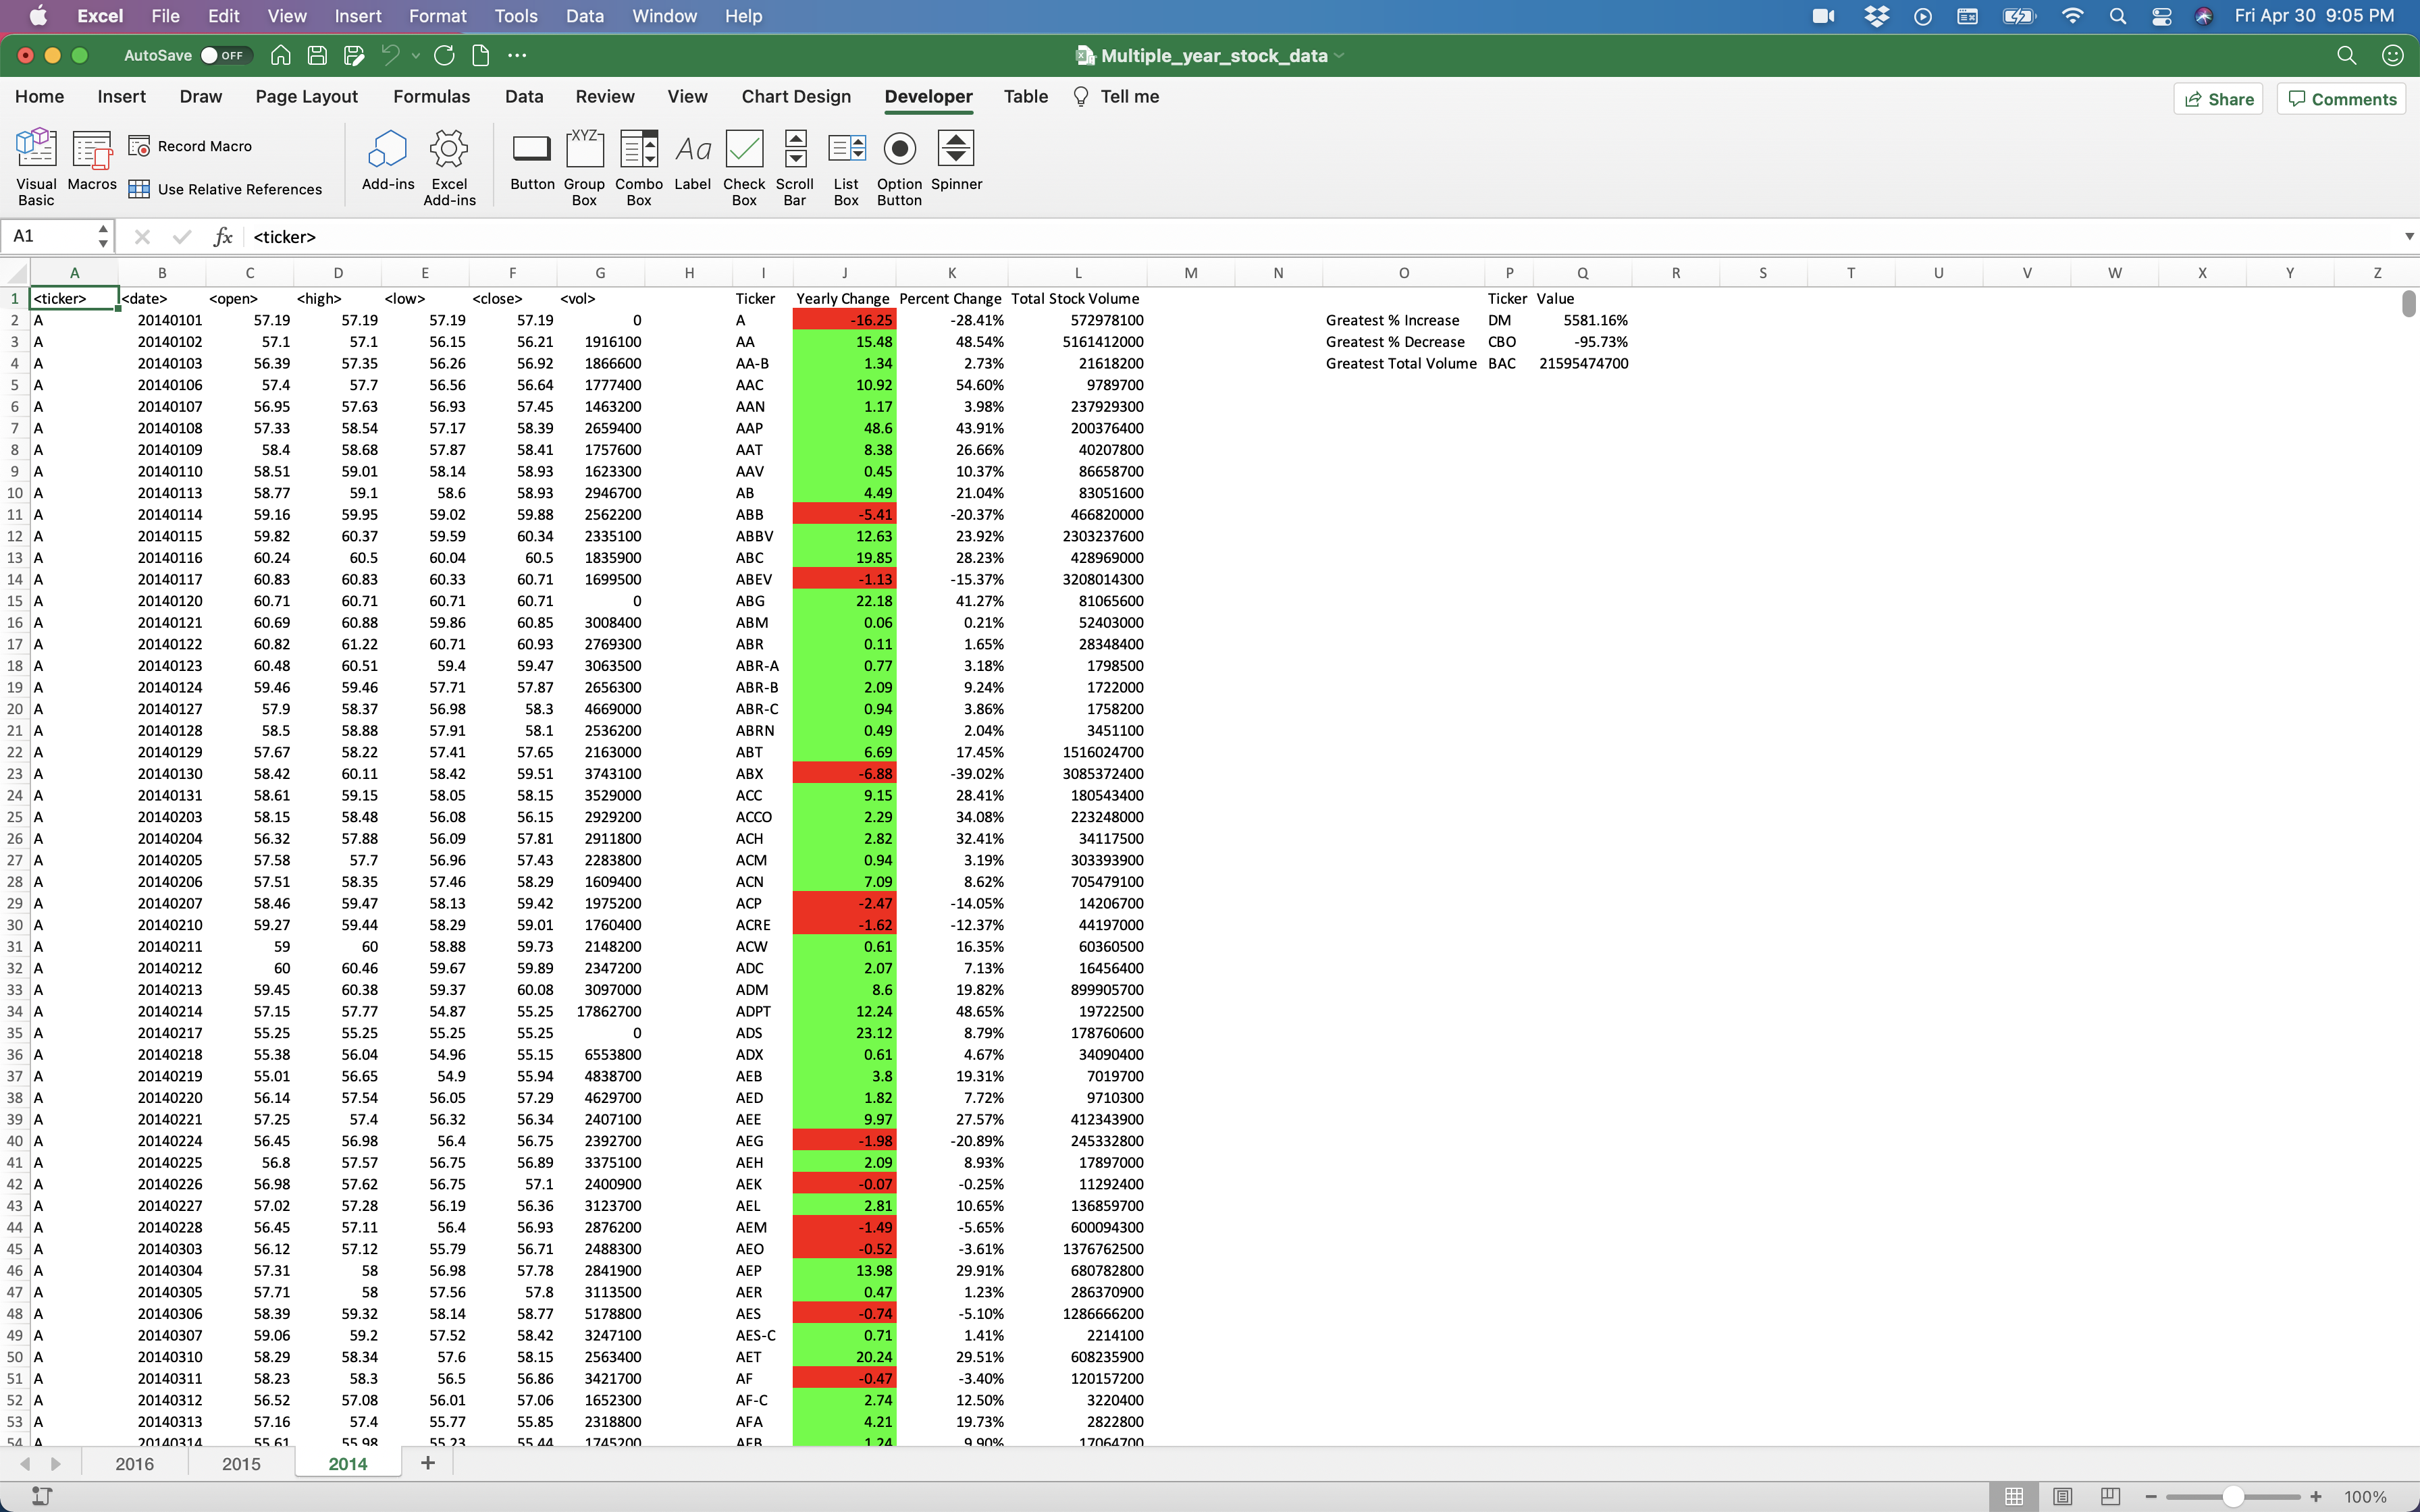 Excel File Edit View Insert Format Tools Data Window Help Fri Apr 30 9:05 PM
AutoSave OFF Multiple_year_stock_data
Home Insert Draw Page Layout Formulas Data Review View Chart Design Developer Table Tell me Share Comments
Visual Basic Macros Record Macro Use Relative References Add-ins Excel Add-ins Button XYZ Group Box Combo Box Aa Label Check Box Scroll Bar List Box Option Button Spinner
A1 fx <ticker>
A B C D E F G H I J K L M N O P Q R S T U V W X Y Z
1 <ticker> <date> <open> <high> <low> <close> <vol> Ticker Yearly Change Percent Change Total Stock Volume Ticker Value
2 A 20140101 57.19 57.19 57.19 57.19 0 A -16.25 -28.41% 572978100 Greatest % Increase DM 5581.16%
3 A 20140102 57.1 57.1 56.15 56.21 1916100 AA 15.48 48.54% 5161412000 Greatest % Decrease CBO -95.73%
4 A 20140103 56.39 57.35 56.26 56.92 1866600 AA-B 1.34 2.73% 21618200 Greatest Total Volume BAC 21595474700
5 A 20140106 57.4 57.7 56.56 56.64 1777400 AAC 10.92 54.60% 9789700
6 A 20140107 56.95 57.63 56.93 57.45 1463200 AAN 1.17 3.98% 237929300
7 A 20140108 57.33 58.54 57.17 58.39 2659400 AAP 48.6 43.91% 200376400
8 A 20140109 58.4 58.68 57.87 58.41 1757600 AAT 8.38 26.66% 40207800
9 A 20140110 58.51 59.01 58.14 58.93 1623300 AAV 0.45 10.37% 86658700
10 A 20140113 58.77 59.1 58.6 58.93 2946700 AB 4.49 21.04% 83051600
11 A 20140114 59.16 59.95 59.02 59.88 2562200 ABB -5.41 -20.37% 466820000
12 A 20140115 59.82 60.37 59.59 60.34 2335100 ABBV 12.63 23.92% 2303237600
13 A 20140116 60.24 60.5 60.04 60.5 1835900 ABC 19.85 28.23% 428969000
14 A 20140117 60.83 60.83 60.33 60.71 1699500 ABEV -1.13 -15.37% 3208014300
15 A 20140120 60.71 60.71 60.71 60.71 0 ABG 22.18 41.27% 81065600
16 A 20140121 60.69 60.88 59.86 60.85 3008400 ABM 0.06 0.21% 52403000
17 A 20140122 60.82 61.22 60.71 60.93 2769300 ABR 0.11 1.65% 28348400
18 A 20140123 60.48 60.51 59.4 59.47 3063500 ABR-A 0.77 3.18% 1798500
19 A 20140124 59.46 59.46 57.71 57.87 2656300 ABR-B 2.09 9.24% 1722000
20 A 20140127 57.9 58.37 56.98 58.3 4669000 ABR-C 0.94 3.86% 1758200
21 A 20140128 58.5 58.88 57.91 58.1 2536200 ABRN 0.49 2.04% 3451100
22 A 20140129 57.67 58.22 57.41 57.65 2163000 ABT 6.69 17.45% 1516024700
23 A 20140130 58.42 60.11 58.42 59.51 3743100 ABX -6.88 -39.02% 3085372400
24 A 20140131 58.61 59.15 58.05 58.15 3529000 ACC 9.15 28.41% 180543400
25 A 20140203 58.15 58.48 56.08 56.15 2929200 ACCO 2.29 34.08% 223248000
26 A 20140204 56.32 57.88 56.09 57.81 2911800 ACH 2.82 32.41% 34117500
27 A 20140205 57.58 57.7 56.96 57.43 2283800 ACM 0.94 3.19% 303393900
28 A 20140206 57.51 58.35 57.46 58.29 1609400 ACN 7.09 8.62% 705479100
29 A 20140207 58.46 59.47 58.13 59.42 1975200 ACP -2.47 -14.05% 14206700
30 A 20140210 59.27 59.44 58.29 59.01 1760400 ACRE -1.62 -12.37% 44197000
31 A 20140211 59 60 58.88 59.73 2148200 ACW 0.61 16.35% 60360500
32 A 20140212 60 60.46 59.67 59.89 2347200 ADC 2.07 7.13% 16456400
33 A 20140213 59.45 60.38 59.37 60.08 3097000 ADM 8.6 19.82% 899905700
34 A 20140214 57.15 57.77 54.87 55.25 17862700 ADPT 12.24 48.65% 19722500
35 A 20140217 55.25 55.25 55.25 55.25 0 ADS 23.12 8.79% 178760600
36 A 20140218 55.38 56.04 54.96 55.15 6553800 ADX 0.61 4.67% 34090400
37 A 20140219 55.01 56.65 54.9 55.94 4838700 AEB 3.8 19.31% 7019700
38 A 20140220 56.14 57.54 56.05 57.29 4629700 AED 1.82 7.72% 9710300
39 A 20140221 57.25 57.4 56.32 56.34 2407100 AEE 9.97 27.57% 412343900
40 A 20140224 56.45 56.98 56.4 56.75 2392700 AEG -1.98 -20.89% 245332800
41 A 20140225 56.8 57.57 56.75 56.89 3375100 AEH 2.09 8.93% 17897000
42 A 20140226 56.98 57.62 56.75 57.1 2400900 AEK -0.07 -0.25% 11292400
43 A 20140227 57.02 57.28 56.19 56.36 3123700 AEL 2.81 10.65% 136859700
44 A 20140228 56.45 57.11 56.4 56.93 2876200 AEM -1.49 -5.65% 600094300
45 A 20140303 56.12 57.12 55.79 56.71 2488300 AEO -0.52 -3.61% 1376762500
46 A 20140304 57.31 58 56.98 57.78 2841900 AEP 13.98 29.91% 680782800
47 A 20140305 57.71 58 57.56 57.8 3113500 AER 0.47 1.23% 286370900
48 A 20140306 58.39 59.32 58.14 58.77 5178800 AES -0.74 -5.10% 1286666200
49 A 20140307 59.06 59.2 57.52 58.42 3247100 AES-C 0.71 1.41% 2214100
50 A 20140310 58.29 58.34 57.6 58.15 2563400 AET 20.24 29.51% 608235900
51 A 20140311 58.23 58.3 56.5 56.86 3421700 AF -0.47 -3.40% 120157200
52 A 20140312 56.52 57.08 56.01 57.06 1652300 AF-C 2.74 12.50% 3220400
53 A 20140313 57.16 57.4 55.77 55.85 2318800 AFA 4.21 19.73% 2822800
54 A 20140314 55.61 55.98 55.23 55.44 1745200 AFB 1.24 9.90% 17064700
2016 2015 2014
100%